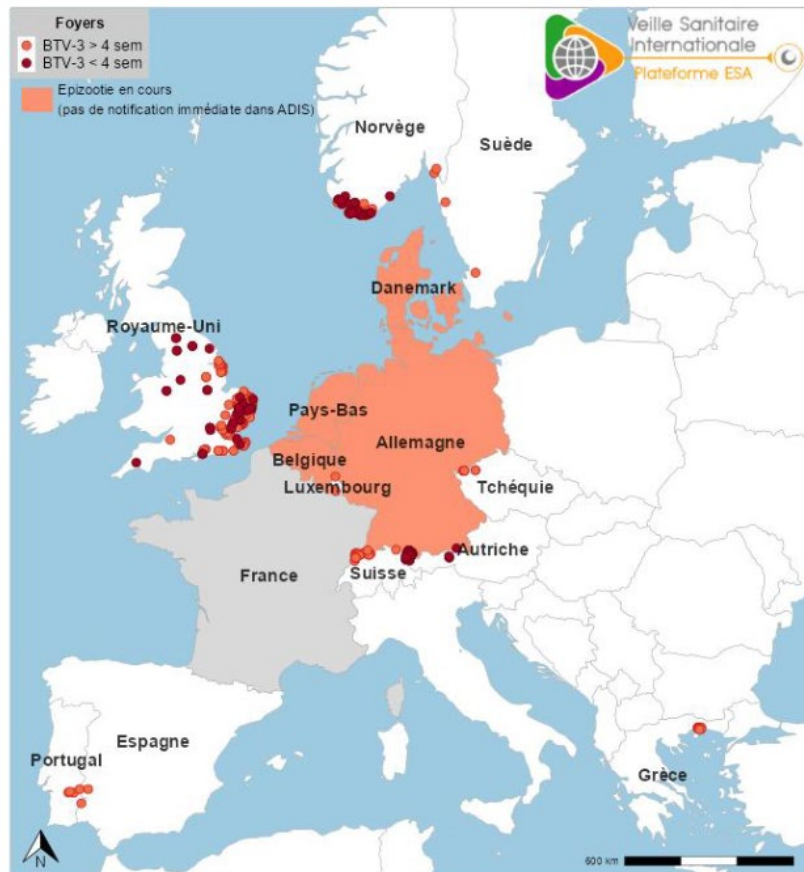 Foyers
BTV-3 > 4 sem
BTV-3 < 4 sem
Epizootie en cours
(pas de notification immédiate dans ADIS)
Veille Sanitaire
Internationale
Plateforme ESA
Norvège
Suède
Danemark
Royaume-Uni
Pays-Bas
Allemagne
Belgique
Luxembourg
Tchéquie
Autriche
Suisse
France
Espagne
Portugal
Grèce
N
600 km